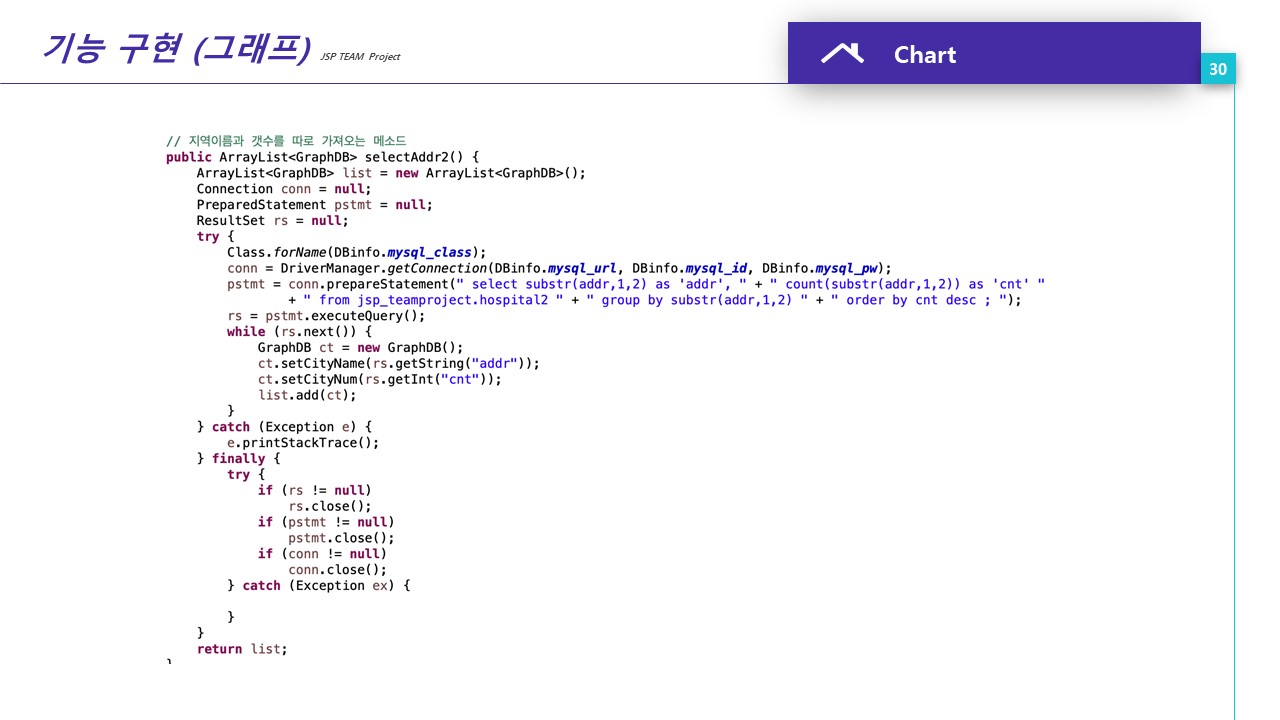 기능 구현 (그래프) JSP TEAM Project
Chart
30
// 지역이름과 갯수를 따로 가져오는 메소드
public ArrayList<GraphDB> selectAddr2() {
    ArrayList<GraphDB> list = new ArrayList<GraphDB>();
    Connection conn = null;
    PreparedStatement pstmt = null;
    ResultSet rs = null;
    try {
        Class.forName(DBinfo.mysql_class);
        conn = DriverManager.getConnection(DBinfo.mysql_url, DBinfo.mysql_id, DBinfo.mysql_pw);
        pstmt = conn.prepareStatement(" select substr(addr,1,2) as 'addr', " + " count(substr(addr,1,2)) as 'cnt' "
                + " from jsp_teamproject.hospital2 " + " group by substr(addr,1,2) " + " order by cnt desc ; ");
        rs = pstmt.executeQuery();
        while (rs.next()) {
            GraphDB ct = new GraphDB();
            ct.setCityName(rs.getString("addr"));
            ct.setCityNum(rs.getInt("cnt"));
            list.add(ct);
        }
    } catch (Exception e) {
        e.printStackTrace();
    } finally {
        try {
            if (rs != null)
                rs.close();
            if (pstmt != null)
                pstmt.close();
            if (conn != null)
                conn.close();
        } catch (Exception ex) {

        }
    }
    return list;
}